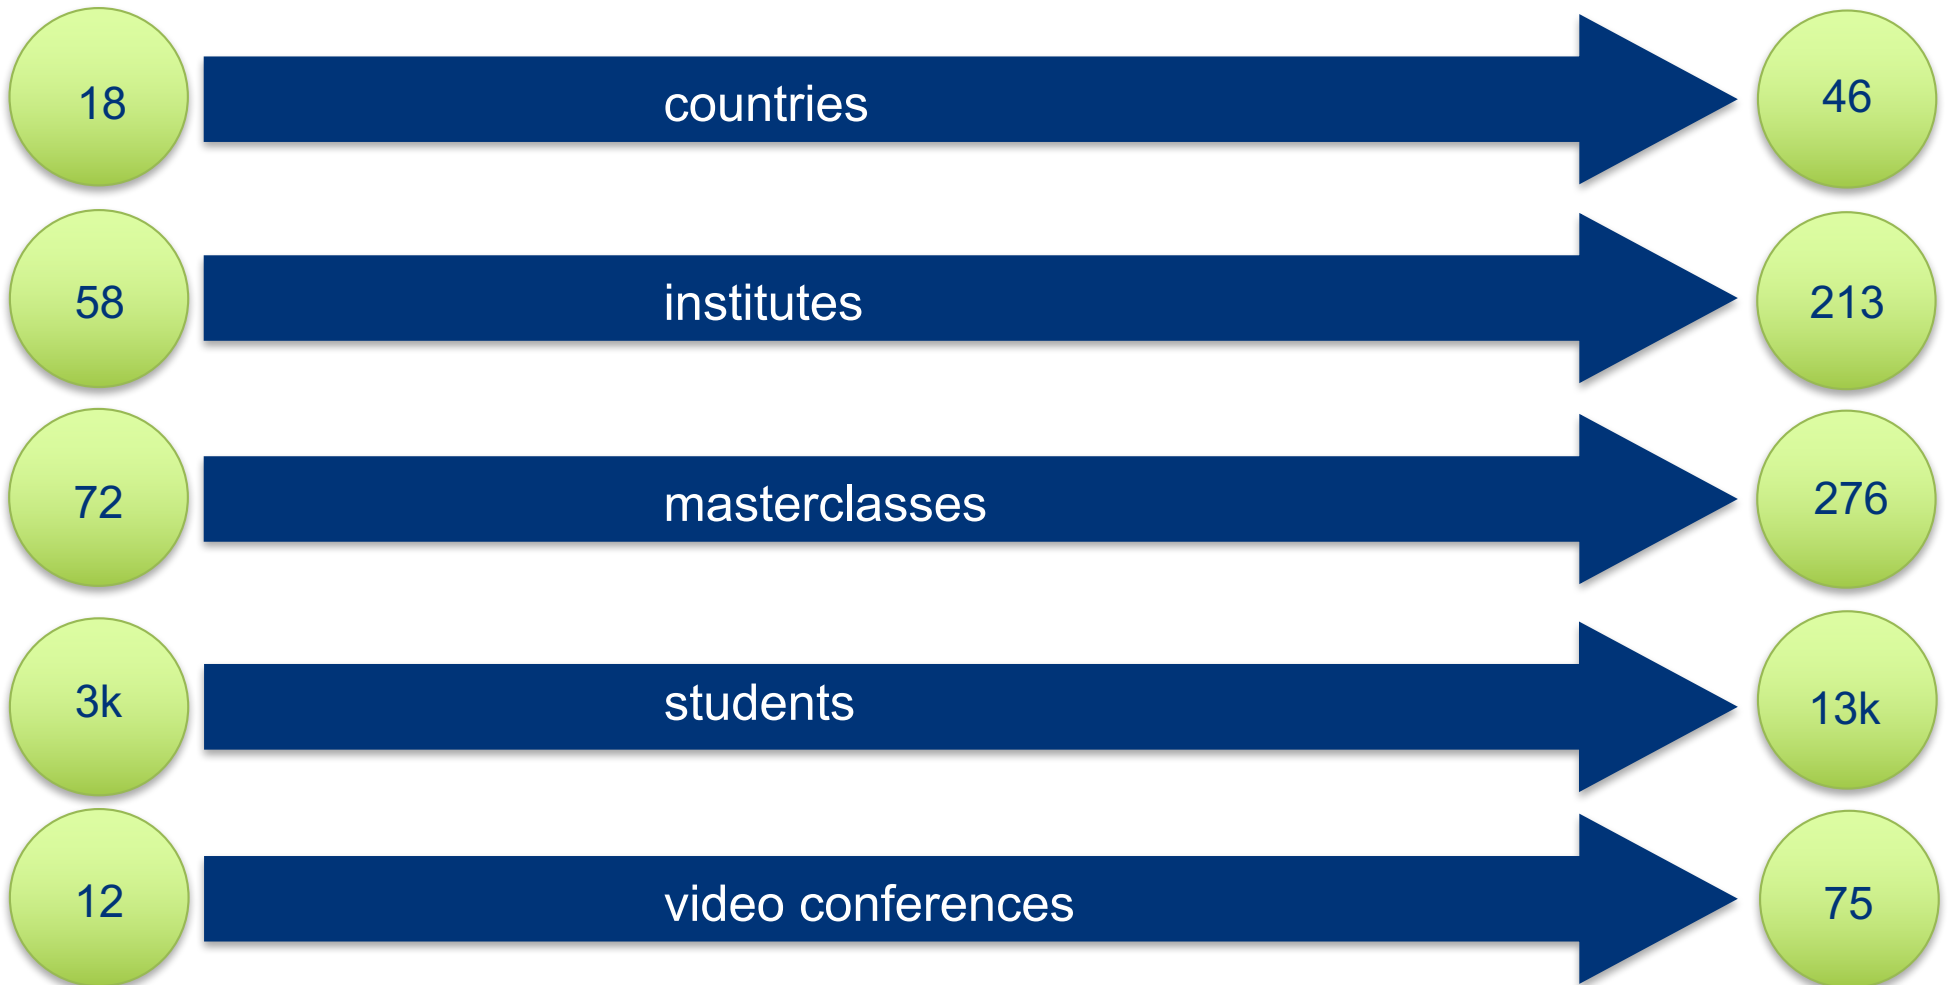 18 countries 46
58 institutes 213
72 masterclasses 276
3k students 13k
12 video conferences 75